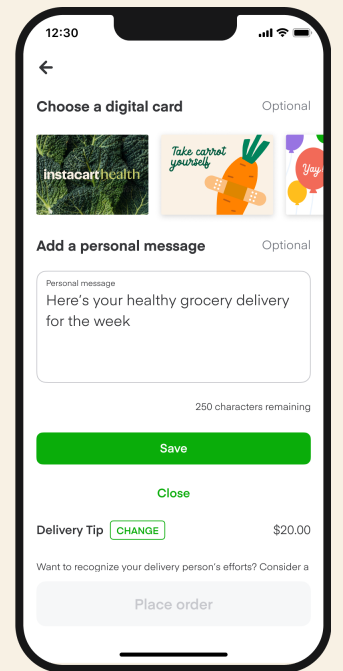 12:30
Choose a digital card
Optional
instacart health
Take carrot
yourself
Yay!
Add a personal message
Optional
Personal message
Here's your healthy grocery delivery
for the week
250 characters remaining
Save
Close
Delivery Tip CHANGE
$20.00
Want to recognize your delivery person's efforts? Consider a
Place order